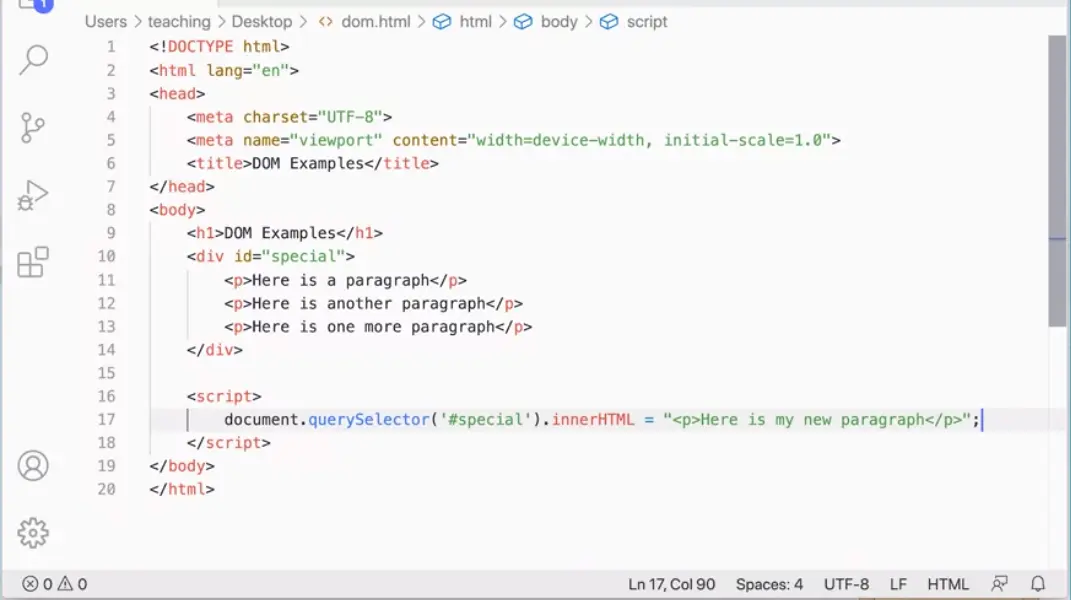 1
Users > teaching > Desktop > <> dom.html > html > body > script
1 <!DOCTYPE html>
2 <html lang="en">
3 <head>
4     <meta charset="UTF-8">
5     <meta name="viewport" content="width=device-width, initial-scale=1.0">
6     <title>DOM Examples</title>
7 </head>
8 <body>
9     <h1>DOM Examples</h1>
10     <div id="special">
11         <p>Here is a paragraph</p>
12         <p>Here is another paragraph</p>
13         <p>Here is one more paragraph</p>
14     </div>
15
16     <script>
17         document.querySelector('#special').innerHTML = "<p>Here is my new paragraph</p>";
18     </script>
19 </body>
20 </html>
0 0 Ln 17, Col 90 Spaces: 4 UTF-8 LF HTML